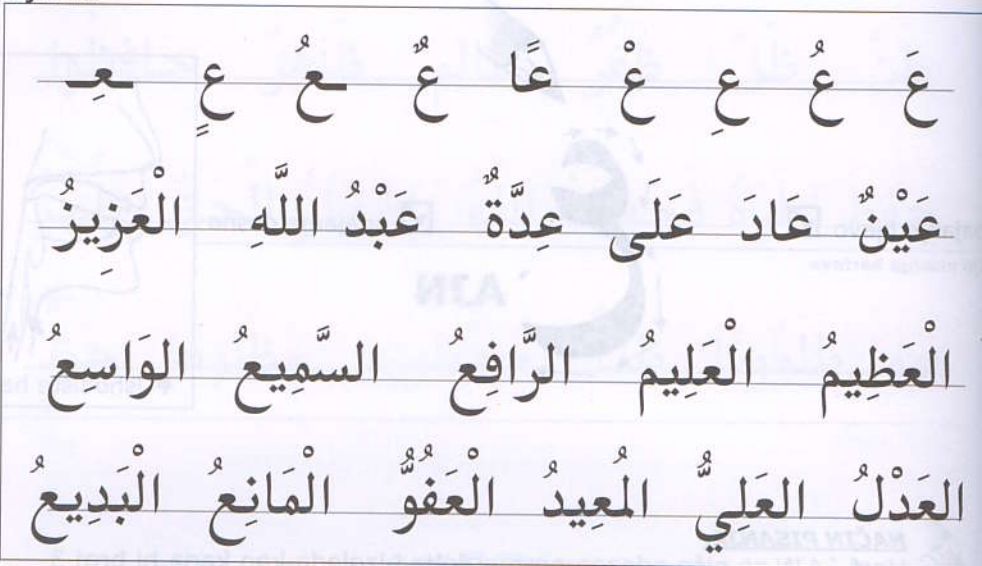 عَ عُ عِ عْ عًا عٌ ـعُ عٍ ـعِـ
عَيْنٌ عَادَ عَلَى عِدَّةٌ عَبْدُ اللَّهِ الْعَزِيزُ
الْعَظِيمُ الْعَلِيمُ الرَّافِعُ السَّمِيعُ الوَاسِعُ
العَدْلُ العَلِيُّ المُعِيدُ الْعَفُوُّ الْمَانِعُ الْبَدِيعُ